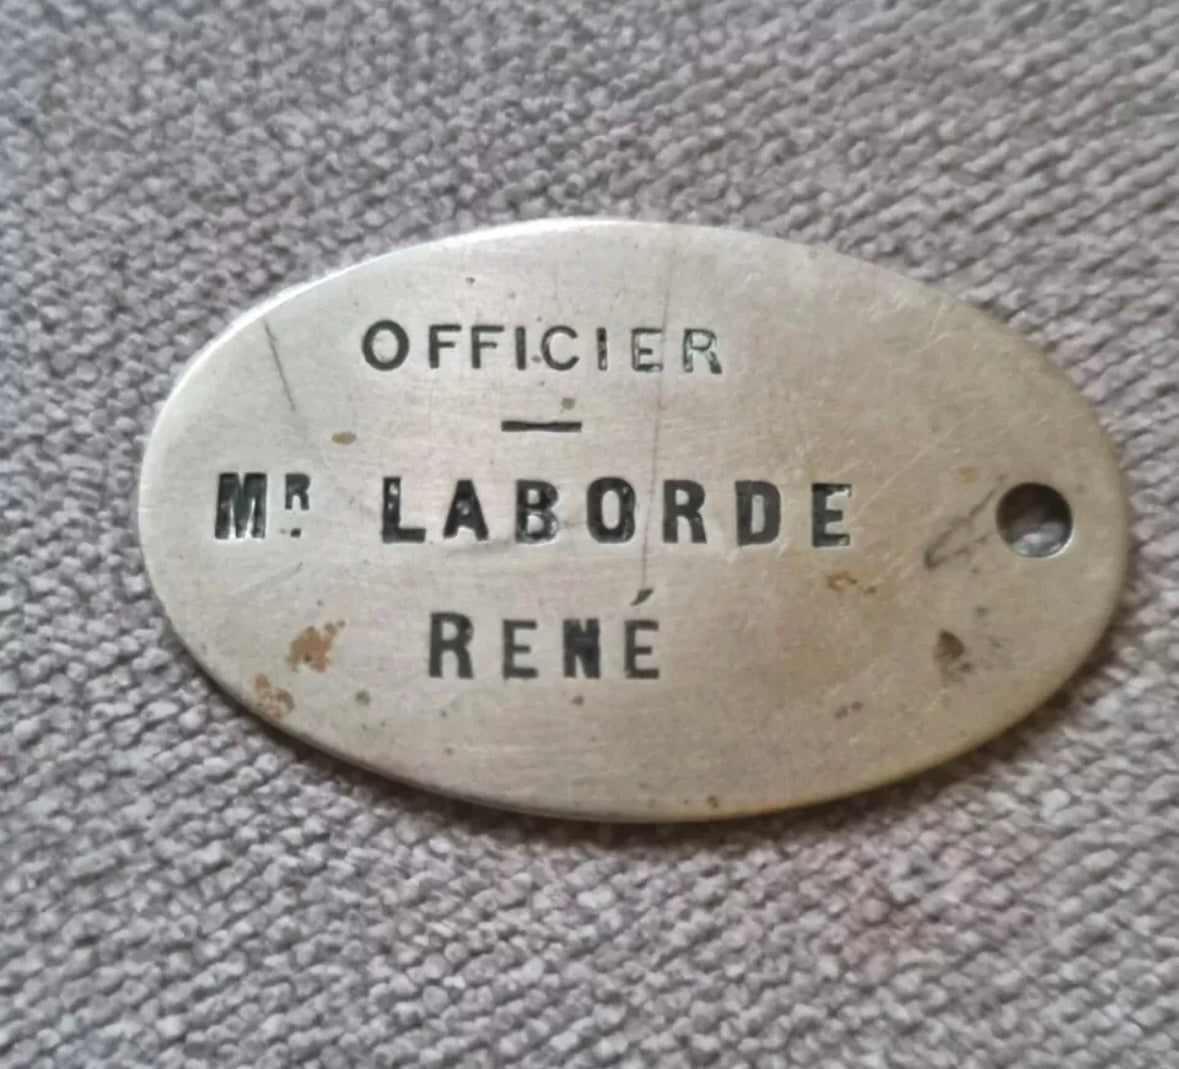 OFFICIER
—
Mᴿ. LABORDE
RENÉ